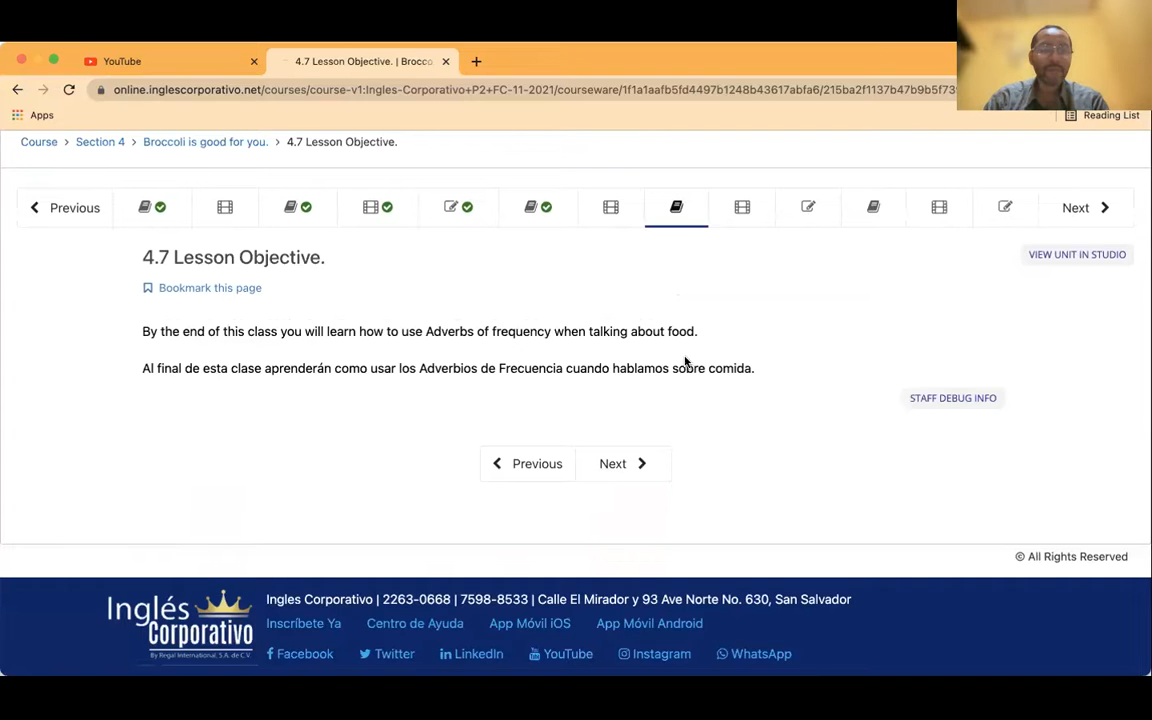 YouTube
4.7 Lesson Objective. | Brocco
online.inglescorporativo.net/courses/course-v1:Ingles-Corporativo+P2+FC-11-2021/courseware/1f1a1aafb5fd4497b1248b43617abfa6/215ba2f1137b47b9b5f73
Apps
Reading List
Course > Section 4 > Broccoli is good for you. > 4.7 Lesson Objective.
Previous
Next
4.7 Lesson Objective.
VIEW UNIT IN STUDIO
Bookmark this page
By the end of this class you will learn how to use Adverbs of frequency when talking about food.
Al final de esta clase aprenderán como usar los Adverbios de Frecuencia cuando hablamos sobre comida.
STAFF DEBUG INFO
Previous Next
© All Rights Reserved
Inglés Corporativo
By Regal International, S.A. de C.V.
Ingles Corporativo | 2263-0668 | 7598-8533 | Calle El Mirador y 93 Ave Norte No. 630, San Salvador
Inscríbete Ya Centro de Ayuda App Móvil iOS App Móvil Android
Facebook Twitter LinkedIn YouTube Instagram WhatsApp